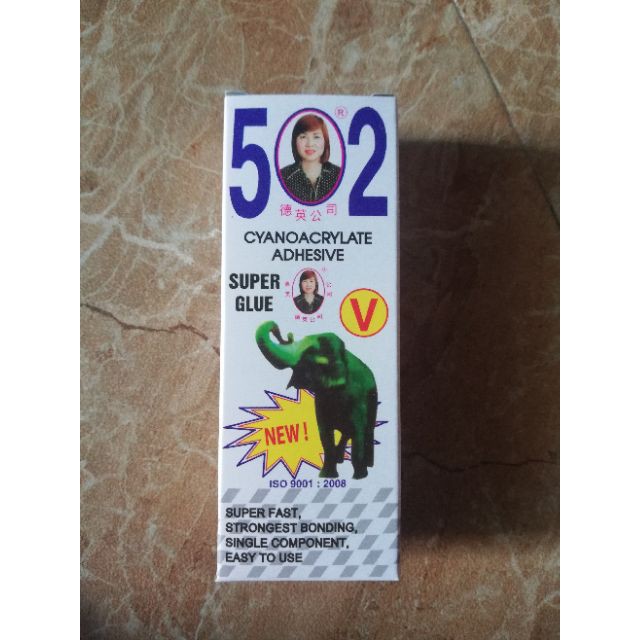 502
®
德英公司
CYANOACRYLATE
ADHESIVE
SUPER
GLUE
德英公司
V
NEW!
ISO 9001 : 2008
SUPER FAST,
STRONGEST BONDING,
SINGLE COMPONENT,
EASY TO USE